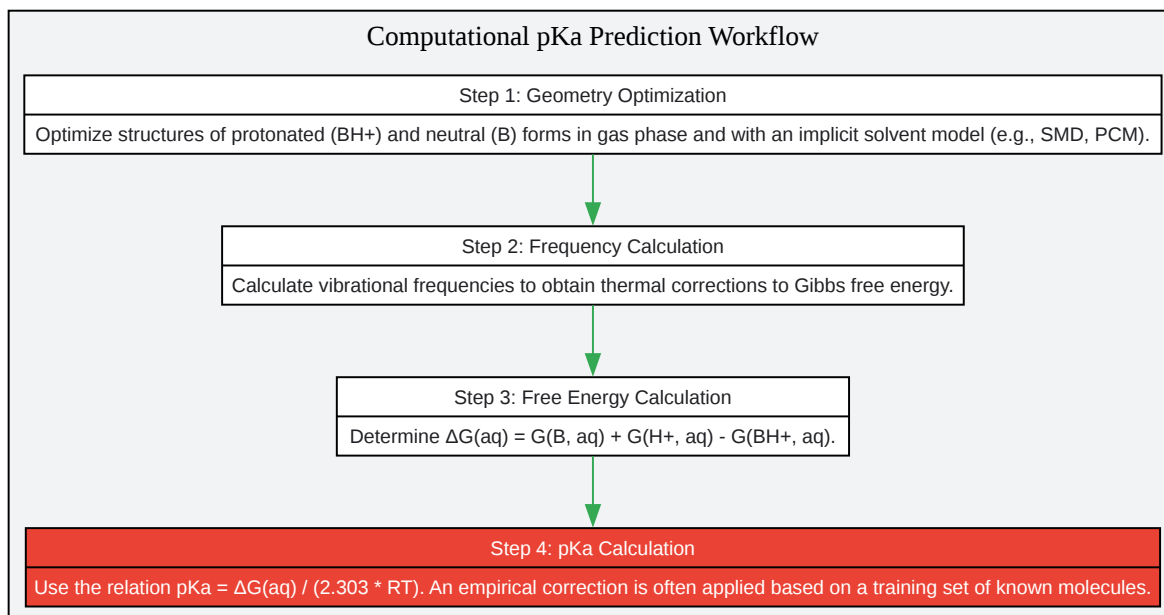 Computational pKa Prediction Workflow
Step 1: Geometry Optimization
Optimize structures of protonated (BH+) and neutral (B) forms in gas phase and with an implicit solvent model (e.g., SMD, PCM).
Step 2: Frequency Calculation
Calculate vibrational frequencies to obtain thermal corrections to Gibbs free energy.
Step 3: Free Energy Calculation
Determine ΔG(aq) = G(B, aq) + G(H+, aq) - G(BH+, aq).
Step 4: pKa Calculation
Use the relation pKa = ΔG(aq) / (2.303 * RT). An empirical correction is often applied based on a training set of known molecules.